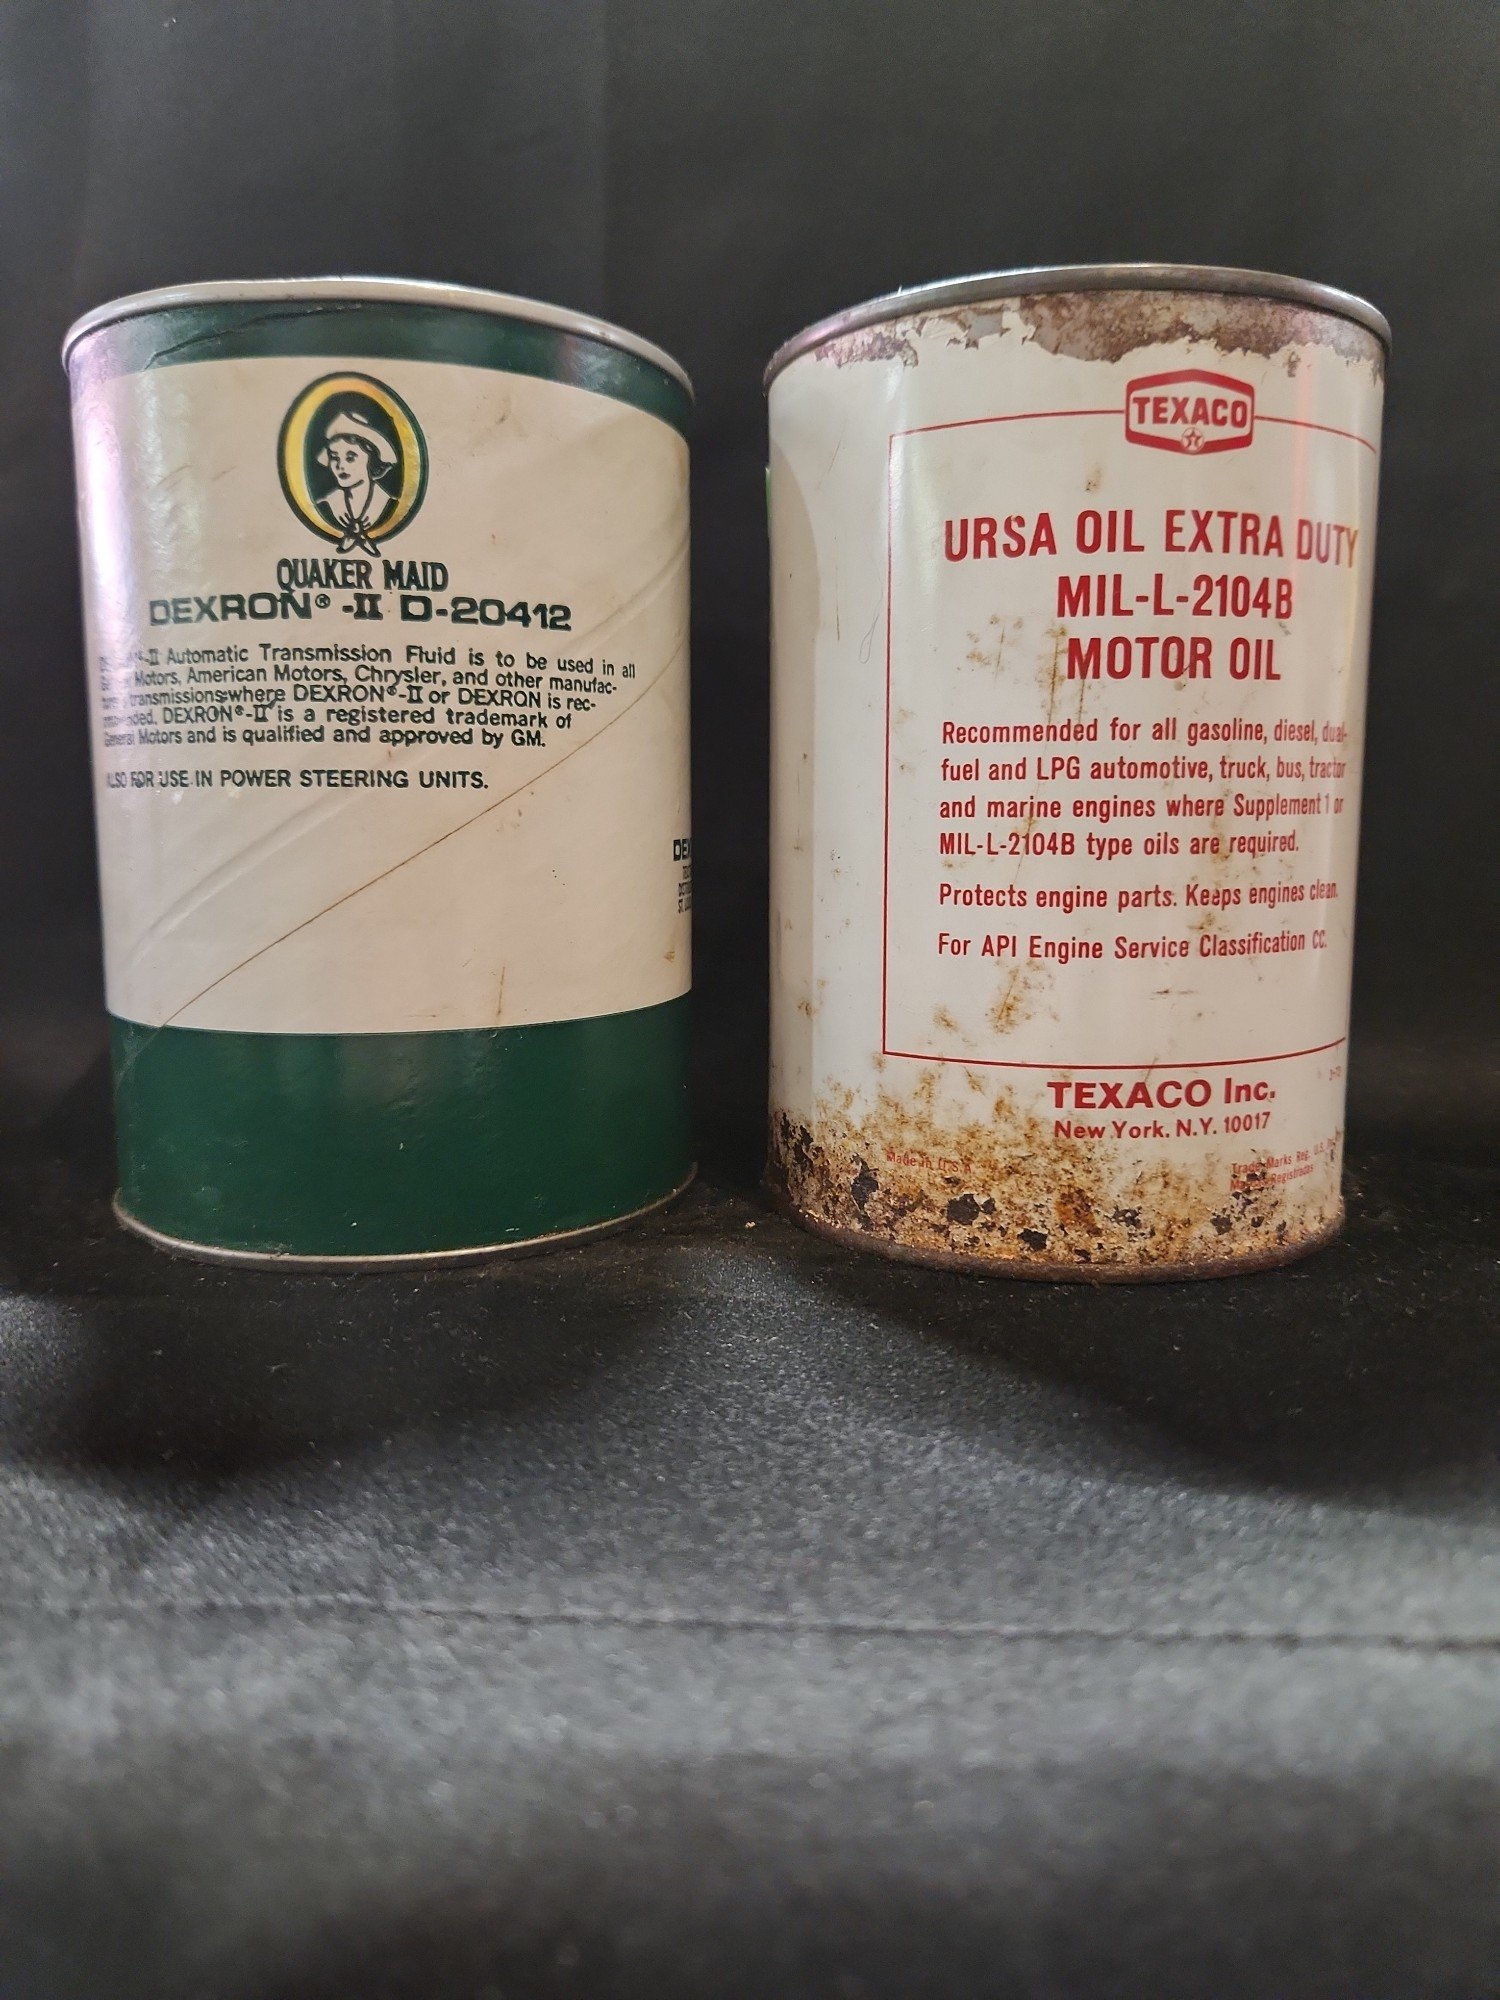 QUAKER MAID
DEXRON® -II D-20412
-II Automatic Transmission Fluid is to be used in all
Motors, American Motors, Chrysler, and other manufac-
transmissions where DEXRON®-II or DEXRON is rec-
DEXRON®-II is a registered trademark of
General Motors and is qualified and approved by GM.
ALSO FOR USE IN POWER STEERING UNITS.
TEXACO
URSA OIL EXTRA DUTY
MIL-L-2104B
MOTOR OIL
Recommended for all gasoline, diesel, dual-
fuel and LPG automotive, truck, bus, tractor
and marine engines where Supplement 1 or
MIL-L-2104B type oils are required.
Protects engine parts. Keeps engines clean.
For API Engine Service Classification CC.
TEXACO Inc.
New York, N.Y. 10017
Made in U.S.A.
Trade Marks Reg. U.S.
Registradas